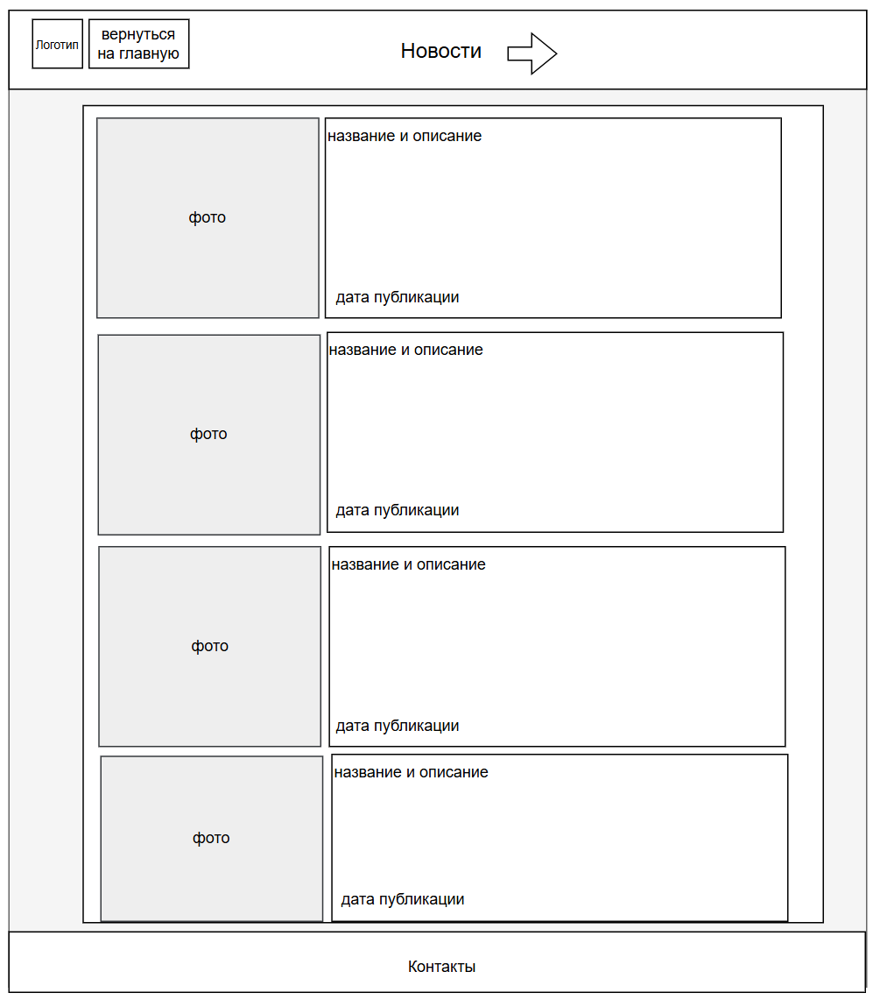 Логотип
вернуться
на главную
Новости
название и описание
фото
дата публикации
название и описание
фото
дата публикации
название и описание
фото
дата публикации
название и описание
фото
дата публикации
Контакты